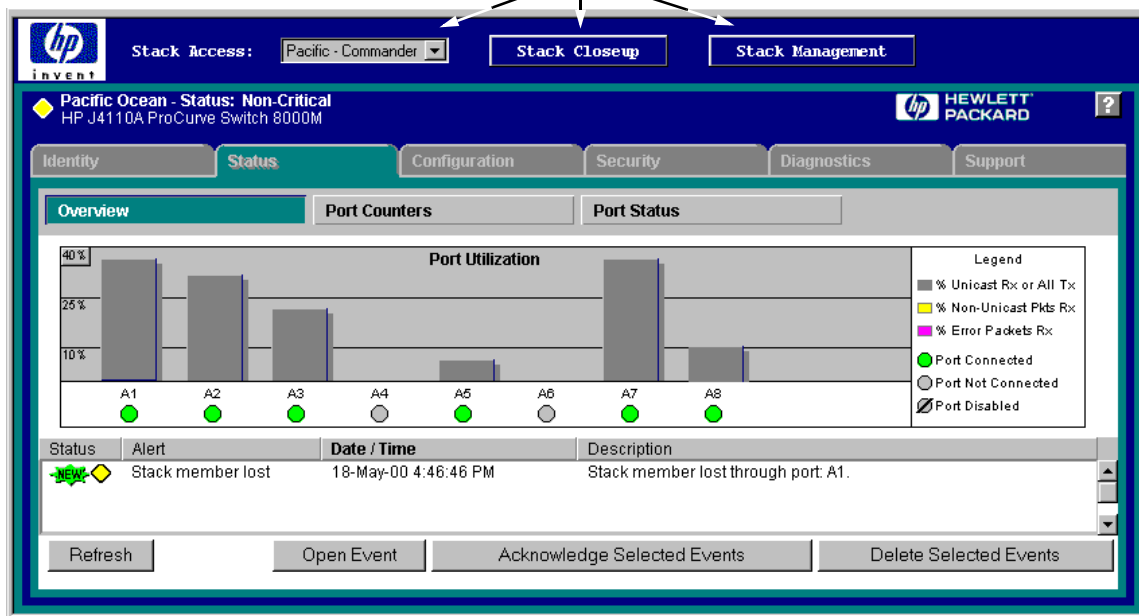 Stack Access: Pacific - Commander Stack Closeup Stack Management
hp
invent
Pacific Ocean - Status: Non-Critical
HP J4110A ProCurve Switch 8000M
hp HEWLETT PACKARD
?
Identity Status Configuration Security Diagnostics Support
Overview Port Counters Port Status
Port Utilization
40 %
25 %
10 %
A1 A2 A3 A4 A5 A6 A7 A8
Legend
% Unicast Rx or All Tx
% Non-Unicast Pkts Rx
% Error Packets Rx
Port Connected
Port Not Connected
Port Disabled
Status Alert Date / Time Description
NEW Stack member lost 18-May-00 4:46:46 PM Stack member lost through port: A1.
Refresh Open Event Acknowledge Selected Events Delete Selected Events